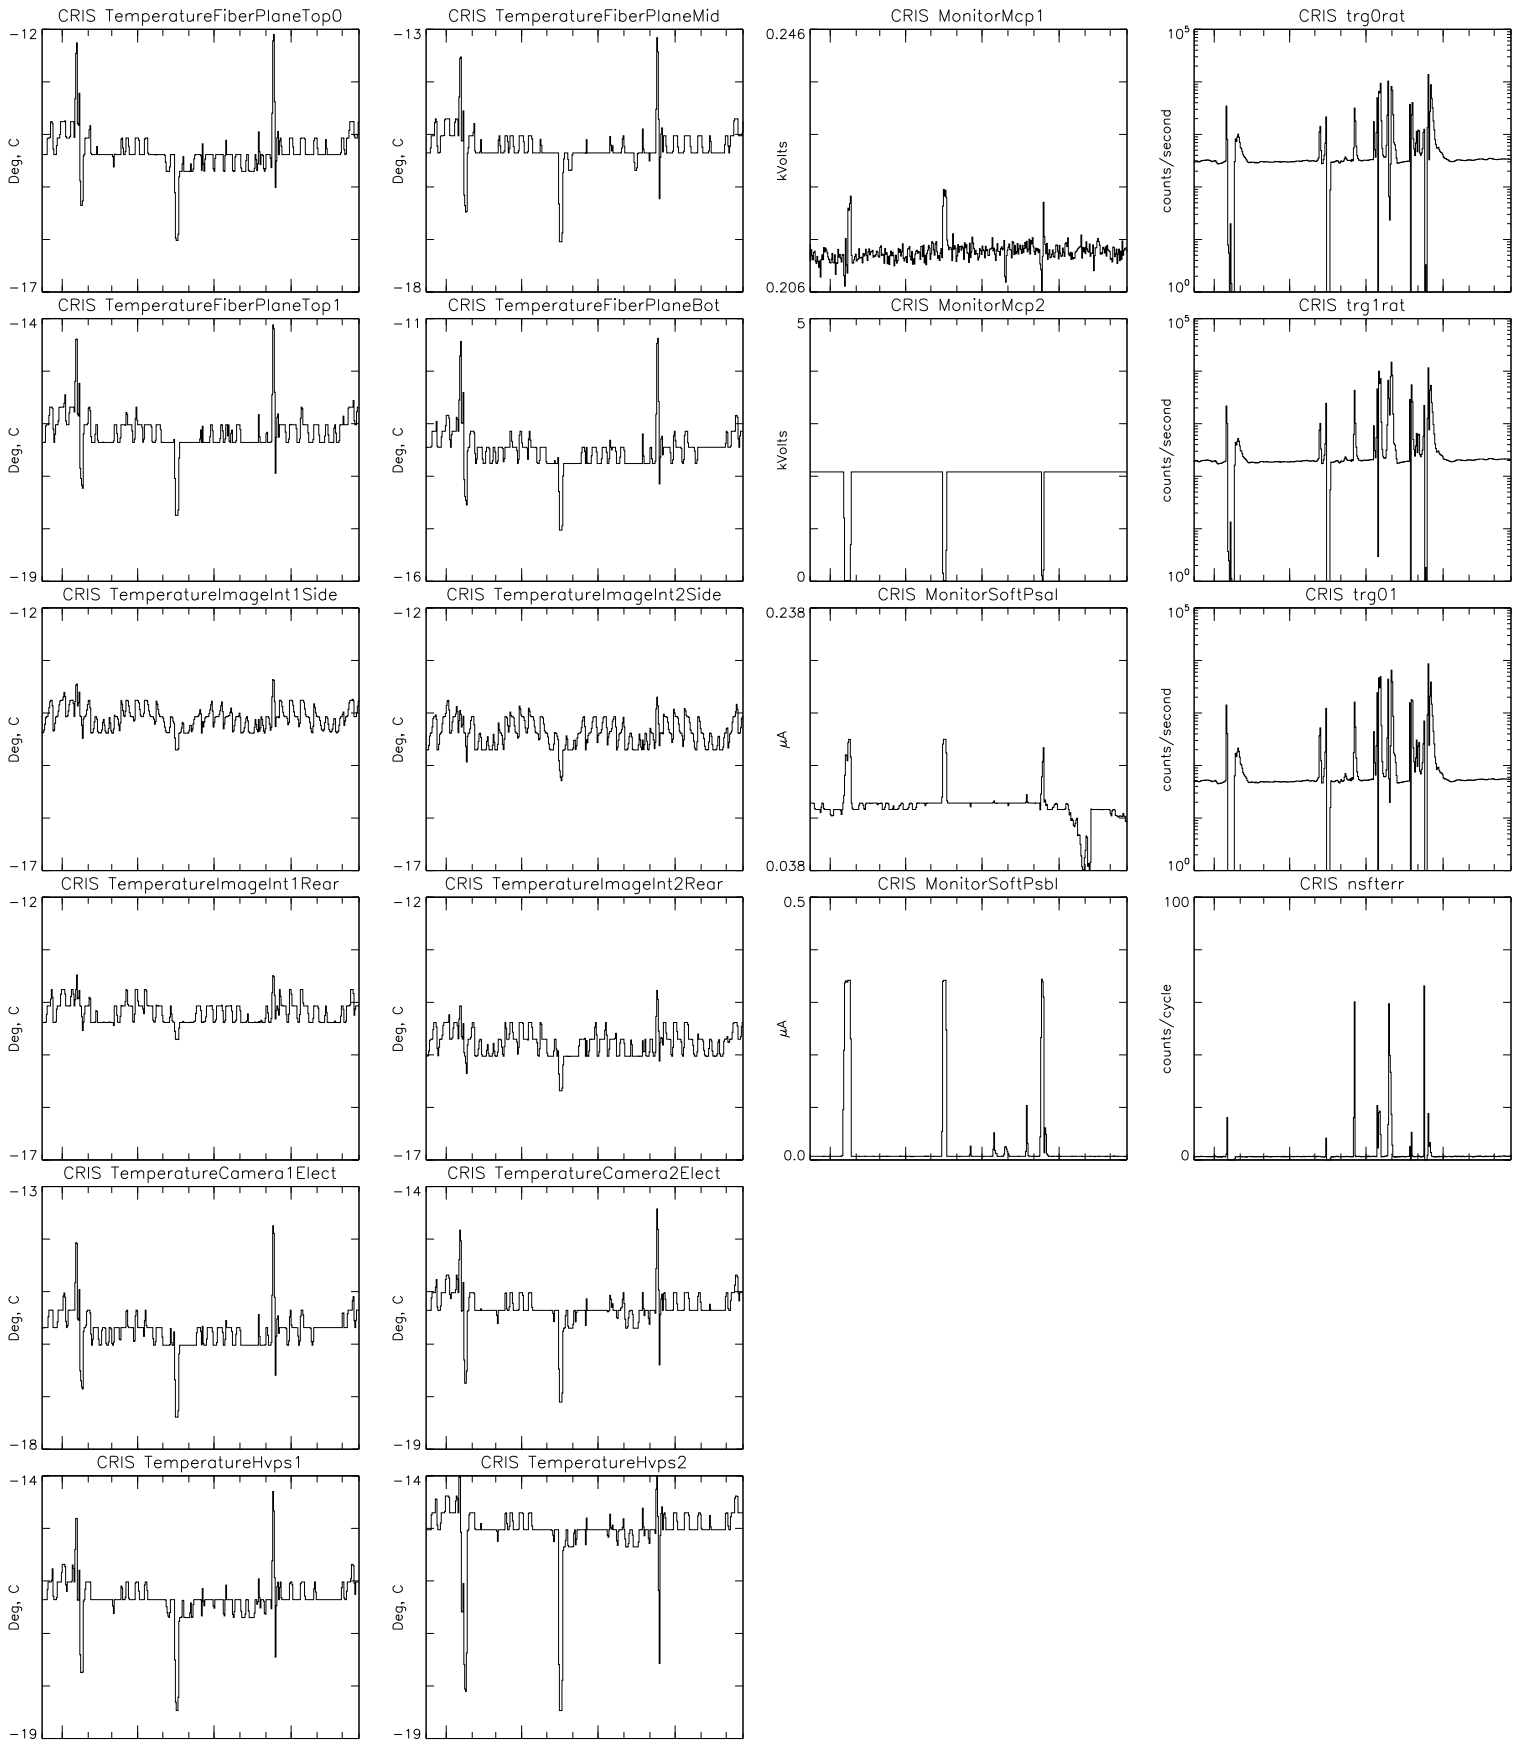 CRIS TemperatureFiberPlaneTop0
CRIS TemperatureFiberPlaneMid
CRIS MonitorMcp1
CRIS trg0rat
-12
Deg, C
-17
-13
Deg, C
-18
0.246
kVolts
0.206
10^5
counts/second
10^0
CRIS TemperatureFiberPlaneTop1
CRIS TemperatureFiberPlaneBot
CRIS MonitorMcp2
CRIS trg1rat
-14
Deg, C
-19
-11
Deg, C
-16
5
kVolts
0
10^5
counts/second
10^0
CRIS TemperatureImageInt1Side
CRIS TemperatureImageInt2Side
CRIS MonitorSoftPsaI
CRIS trg01
-12
Deg, C
-17
-12
Deg, C
-17
0.238
μA
0.038
10^5
counts/second
10^0
CRIS TemperatureImageInt1Rear
CRIS TemperatureImageInt2Rear
CRIS MonitorSoftPsbI
CRIS nsfterr
-12
Deg, C
-17
-12
Deg, C
-17
0.5
μA
0.0
100
counts/cycle
0
CRIS TemperatureCamera1Elect
CRIS TemperatureCamera2Elect
-13
Deg, C
-18
-14
Deg, C
-19
CRIS TemperatureHvps1
CRIS TemperatureHvps2
-14
Deg, C
-19
-14
Deg, C
-19